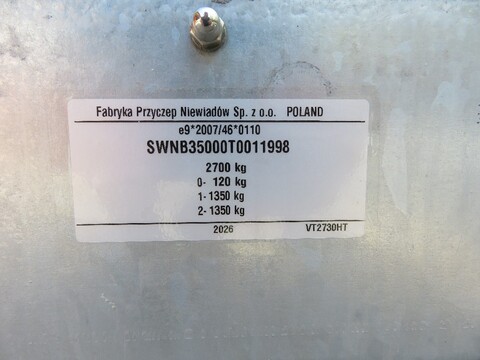 Fabryka Przyczep Niewiadów Sp. z o.o. POLAND
e9*2007/46*0110
SWNB35000T0011998
2700 kg
0- 120 kg
1- 1350 kg
2- 1350 kg
2026 VT2730HT